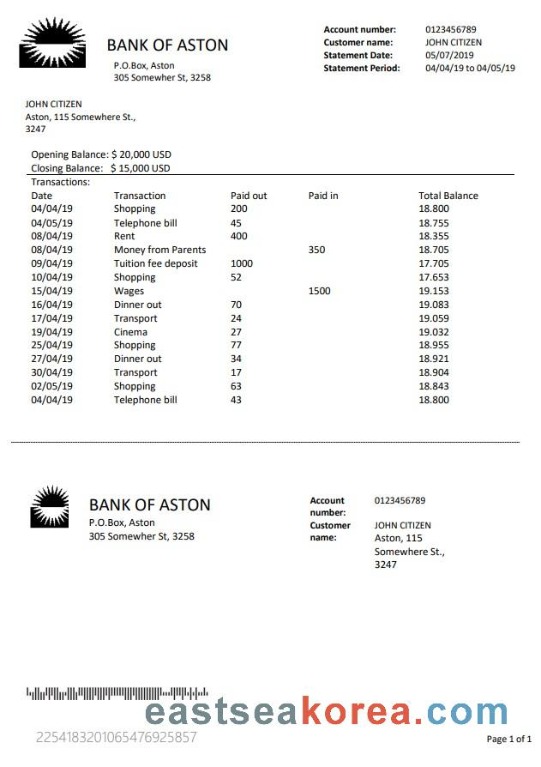 BANK OF ASTON
P.O.Box, Aston
305 Somewher St, 3258
Account number: 0123456789
Customer name: JOHN CITIZEN
Statement Date: 05/07/2019
Statement Period: 04/04/19 to 04/05/19
JOHN CITIZEN
Aston, 115 Somewhere St.,
3247
Opening Balance: $ 20,000 USD
Closing Balance: $ 15,000 USD
Transactions:
Date Transaction Paid out Paid in Total Balance
04/04/19 Shopping 200 18.800
04/05/19 Telephone bill 45 18.755
08/04/19 Rent 400 18.355
08/04/19 Money from Parents 350 18.705
09/04/19 Tuition fee deposit 1000 17.705
10/04/19 Shopping 52 17.653
15/04/19 Wages 1500 19.153
16/04/19 Dinner out 70 19.083
17/04/19 Transport 24 19.059
19/04/19 Cinema 27 19.032
25/04/19 Shopping 77 18.955
27/04/19 Dinner out 34 18.921
30/04/19 Transport 17 18.904
02/05/19 Shopping 63 18.843
04/04/19 Telephone bill 43 18.800
BANK OF ASTON
P.O.Box, Aston
305 Somewher St, 3258
Account
number: 0123456789
Customer
name: JOHN CITIZEN
Aston, 115
Somewhere St.,
3247
eastseakorea.com
2254183201065476925857
Page 1 of 1